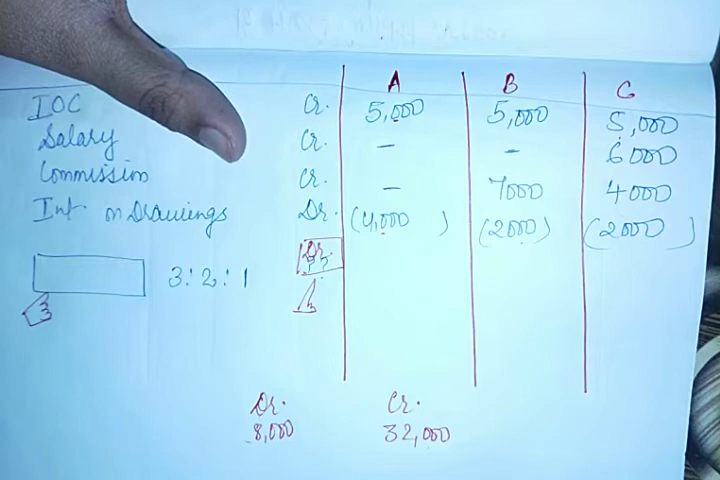 A B C
IOC Cr. 5,000 5,000 5,000
Salary Cr. – – 6000
Commission Cr. – 7000 4000
Int. on Drawings Dr. (4,000 ) (2000) (2000 )
3:2:1 Dr. ??
Dr. Cr.
8,000 32,000